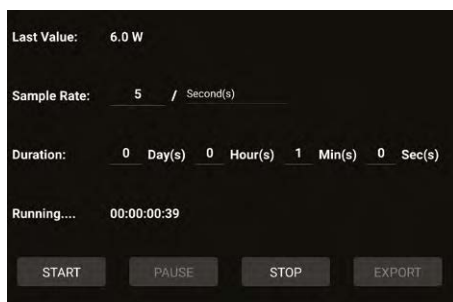 Last Value: 6.0 W
Sample Rate: 5 / Second(s)
Duration: 0 Day(s) 0 Hour(s) 1 Min(s) 0 Sec(s)
Running.... 00:00:00:39
START PAUSE STOP EXPORT